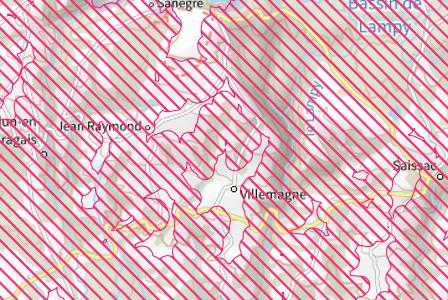 Sanègre
Bassin de
Lampy
le Lampy
Jean Raymond
Saissac
Villemagne